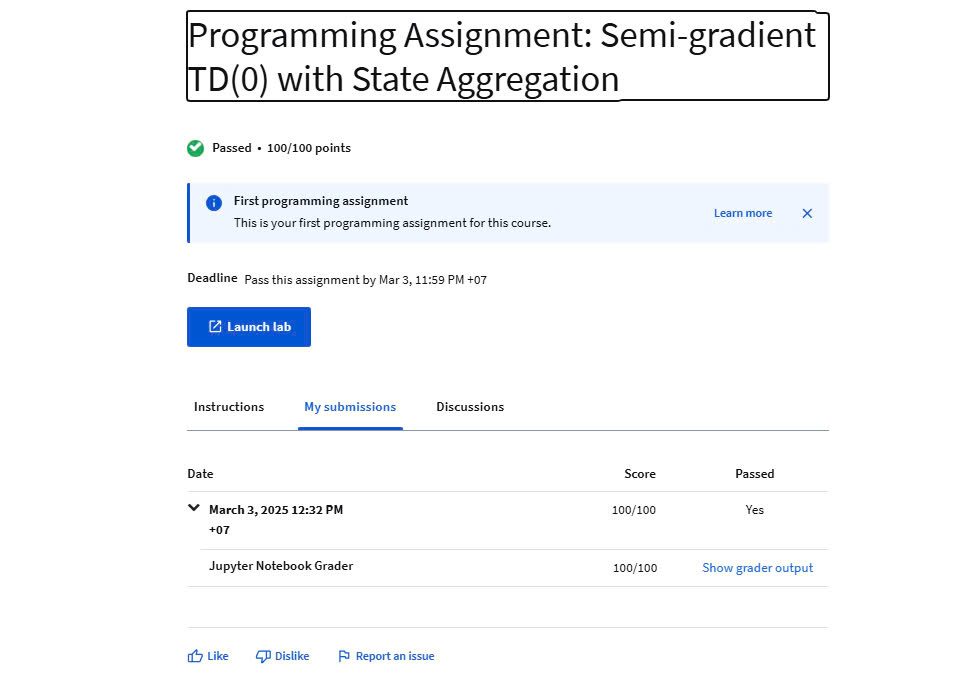 Programming Assignment: Semi-gradient
TD(0) with State Aggregation
Passed • 100/100 points
First programming assignment
This is your first programming assignment for this course.
Learn more
Deadline Pass this assignment by Mar 3, 11:59 PM +07
Launch lab
Instructions My submissions Discussions
Date Score Passed
March 3, 2025 12:32 PM 100/100 Yes
+07
Jupyter Notebook Grader 100/100 Show grader output
Like Dislike Report an issue